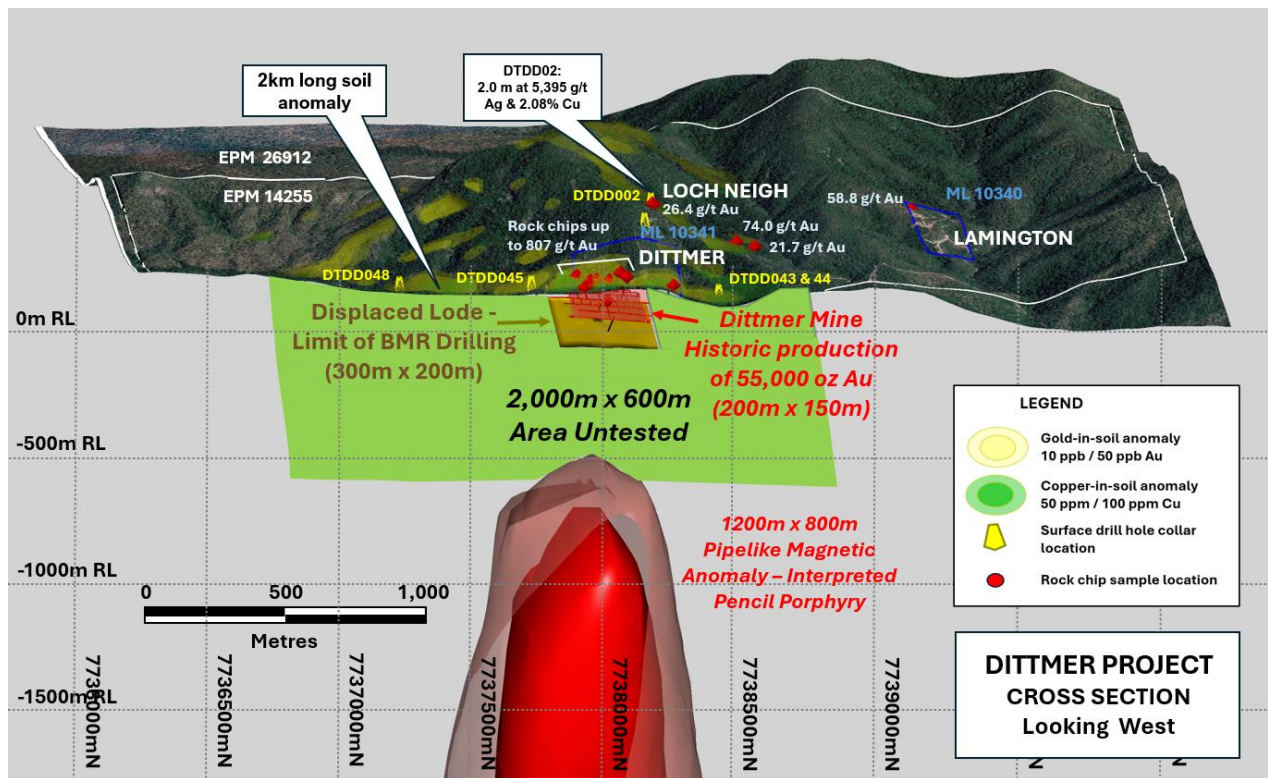 2km long soil
anomaly
DTDD02:
2.0 m at 5,395 g/t
Ag & 2.08% Cu
EPM 26912
EPM 14255
DTDD002
LOCH NEIGH
26.4 g/t Au
58.8 g/t Au
ML 10340
Rock chips up
to 807 g/t Au
ML 10341
74.0 g/t Au
21.7 g/t Au
LAMINGTON
DITTMER
DTDD048
DTDD045
DTDD043 & 44
0m RL
Displaced Lode -
Limit of BMR Drilling
(300m x 200m)
Dittmer Mine
Historic production
of 55,000 oz Au
(200m x 150m)
2,000m x 600m
Area Untested
-500m RL
1200m x 800m
Pipelike Magnetic
Anomaly – Interpreted
Pencil Porphyry
-1000m RL
0 500 1,000
Metres
-1500m RL
7736000mN
7736500mN
7737000mN
7737500mN
7738000mN
7738500mN
7739000mN
LEGEND
Gold-in-soil anomaly
10 ppb / 50 ppb Au
Copper-in-soil anomaly
50 ppm / 100 ppm Cu
Surface drill hole collar
location
Rock chip sample location
DITTMER PROJECT
CROSS SECTION
Looking West